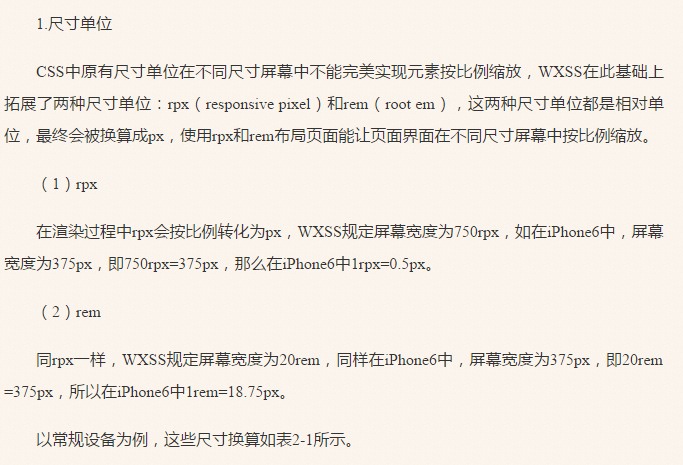 1.尺寸单位
CSS中原有尺寸单位在不同尺寸屏幕中不能完美实现元素按比例缩放，WXSS在此基础上
拓展了两种尺寸单位：rpx（responsive pixel）和rem（root em），这两种尺寸单位都是相对单
位，最终会被换算成px，使用rpx和rem布局页面能让页面界面在不同尺寸屏幕中按比例缩放。
（1）rpx
在渲染过程中rpx会按比例转化为px，WXSS规定屏幕宽度为750rpx，如在iPhone6中，屏幕
宽度为375px，即750rpx=375px，那么在iPhone6中1rpx=0.5px。
（2）rem
同rpx一样，WXSS规定屏幕宽度为20rem，同样在iPhone6中，屏幕宽度为375px，即20rem
=375px，所以在iPhone6中1rem=18.75px。
以常规设备为例，这些尺寸换算如表2-1所示。